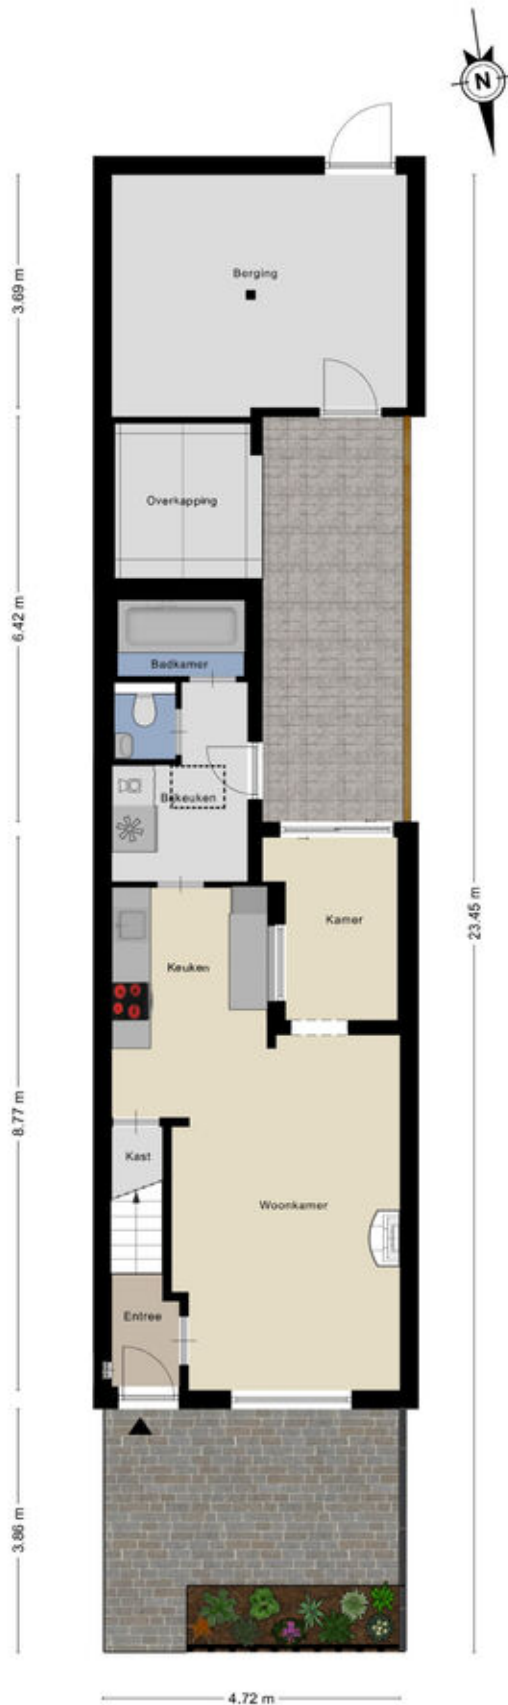 N
Berging
3.69 m
Overkapping
6.42 m
Badkamer
Bijkeuken
Kamer
23.45 m
Keuken
8.77 m
Kast
Woonkamer
Entree
3.86 m
4.72 m